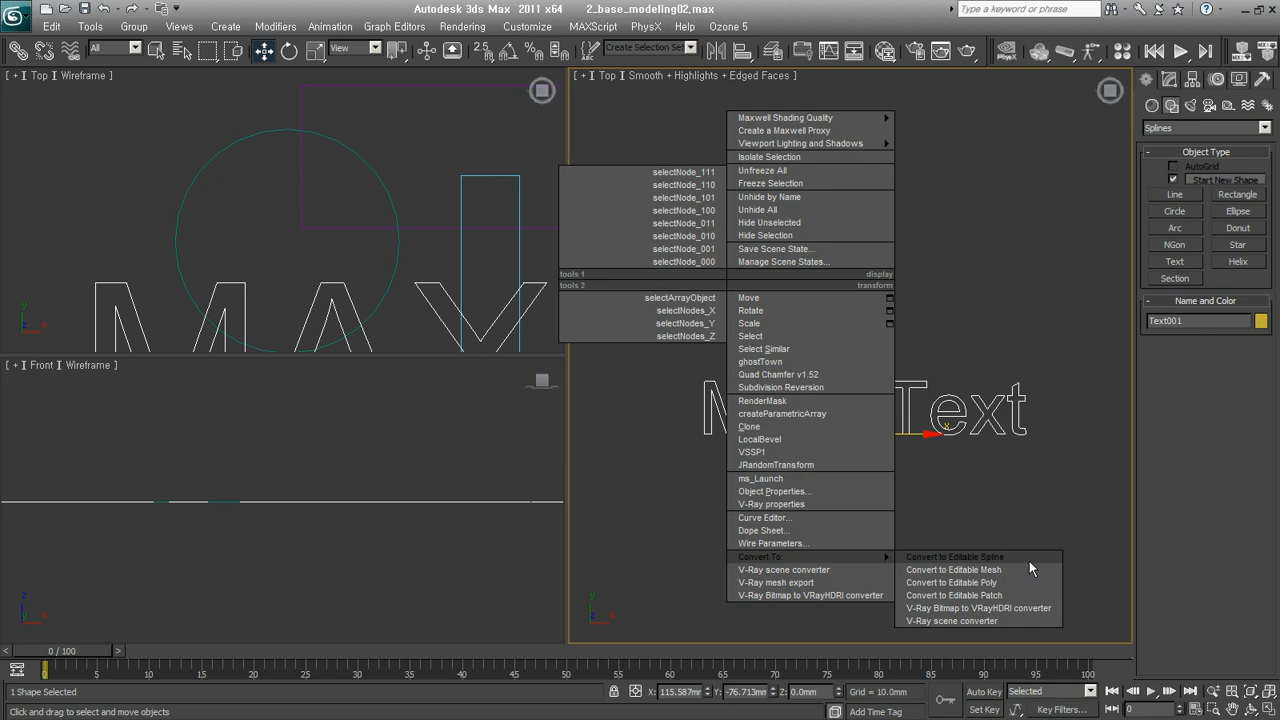 Autodesk 3ds Max 2011 x64    2_base_modeling02.max
Type a keyword or phrase
Edit Tools Group Views Create Modifiers Animation Graph Editors Rendering Customize MAXScript PhysX Help Ozone 5
All
View
2.5
Create Selection Set
PhysX
[ + ] Top ] Wireframe ]
[ + ] Top ] Smooth + Highlights + Edged Faces ]
Splines
Object Type
AutoGrid
Start New Shape
Line Rectangle
Circle Ellipse
Arc Donut
NGon Star
Text Helix
Section
Name and Color
Text001
Maxwell Shading Quality
Create a Maxwell Proxy
Viewport Lighting and Shadows
Isolate Selection
Unfreeze All
Freeze Selection
Unhide by Name
Unhide All
Hide Unselected
Hide Selection
Save Scene State...
Manage Scene States...
display
transform
selectNode_111
selectNode_110
selectNode_101
selectNode_100
selectNode_011
selectNode_010
selectNode_001
selectNode_000
tools 1
tools 2
selectArrayObject
selectNodes_X
selectNodes_Y
selectNodes_Z
Move
Rotate
Scale
Select
Select Similar
ghostTown
Quad Chamfer v1.52
Subdivision Reversion
RenderMask
createParametricArray
Clone
LocalBevel
VSSP1
JRandomTransform
ms_Launch
Object Properties...
V-Ray properties
Curve Editor...
Dope Sheet...
Wire Parameters...
Convert To:
V-Ray scene converter
V-Ray mesh export
V-Ray Bitmap to VRayHDRI converter
Convert to Editable Spline
Convert to Editable Mesh
Convert to Editable Poly
Convert to Editable Patch
V-Ray Bitmap to VRayHDRI converter
V-Ray scene converter
MAX
M
Text
x
y
z x
[ + ] Front ] Wireframe ]
z
y
x
y
z x
< 0 / 100 >
0 5 10 15 20 25 30 35 40 45 50 55 60 65 70 75 80 85 90 95 100
1 Shape Selected
X: 115.587mm Y: -76.713mm Z: 0.0mm Grid = 10.0mm
Auto Key Selected
Click and drag to select and move objects
Add Time Tag
Set Key Key Filters... 0